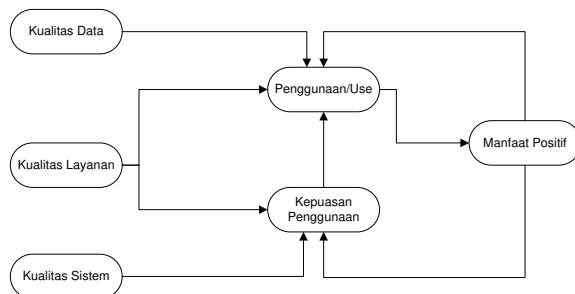 Kualitas Data
Penggunaan/Use
Kualitas Layanan
Manfaat Positif
Kepuasan
Penggunaan
Kualitas Sistem